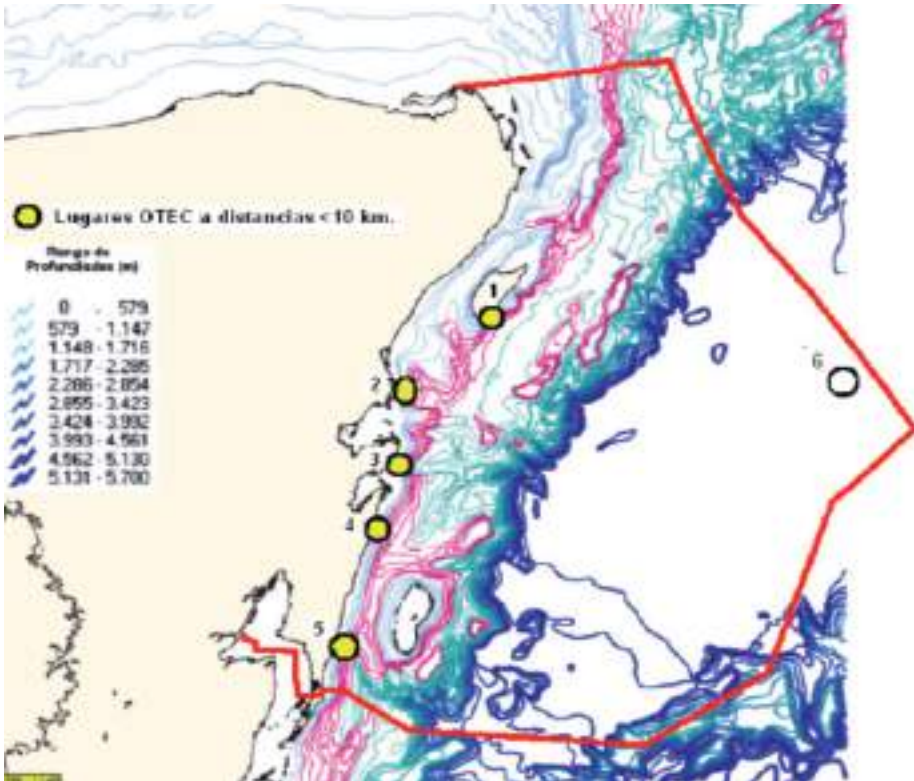 Lugares OTEC a distancias <10 km.
Rango de
Profundidades (m)
0 - 579
579 - 1.147
1.148 - 1.716
1.717 - 2.285
2.286 - 2.854
2.855 - 3.423
3.424 - 3.992
3.993 - 4.561
4.562 - 5.130
5.131 - 5.700
1
2
3
4
5
6